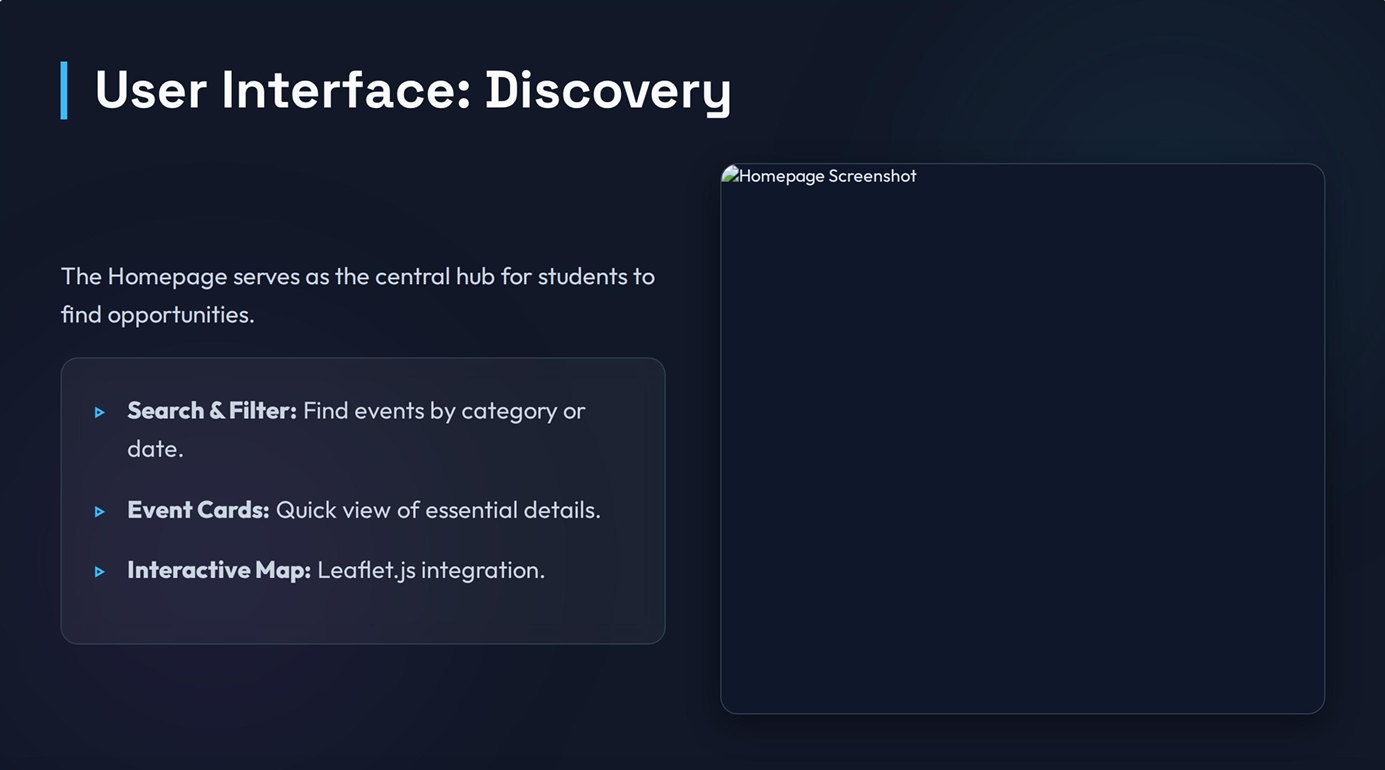 User Interface: Discovery
The Homepage serves as the central hub for students to
find opportunities.
Search & Filter: Find events by category or
date.
Event Cards: Quick view of essential details.
Interactive Map: Leaflet.js integration.
Homepage Screenshot